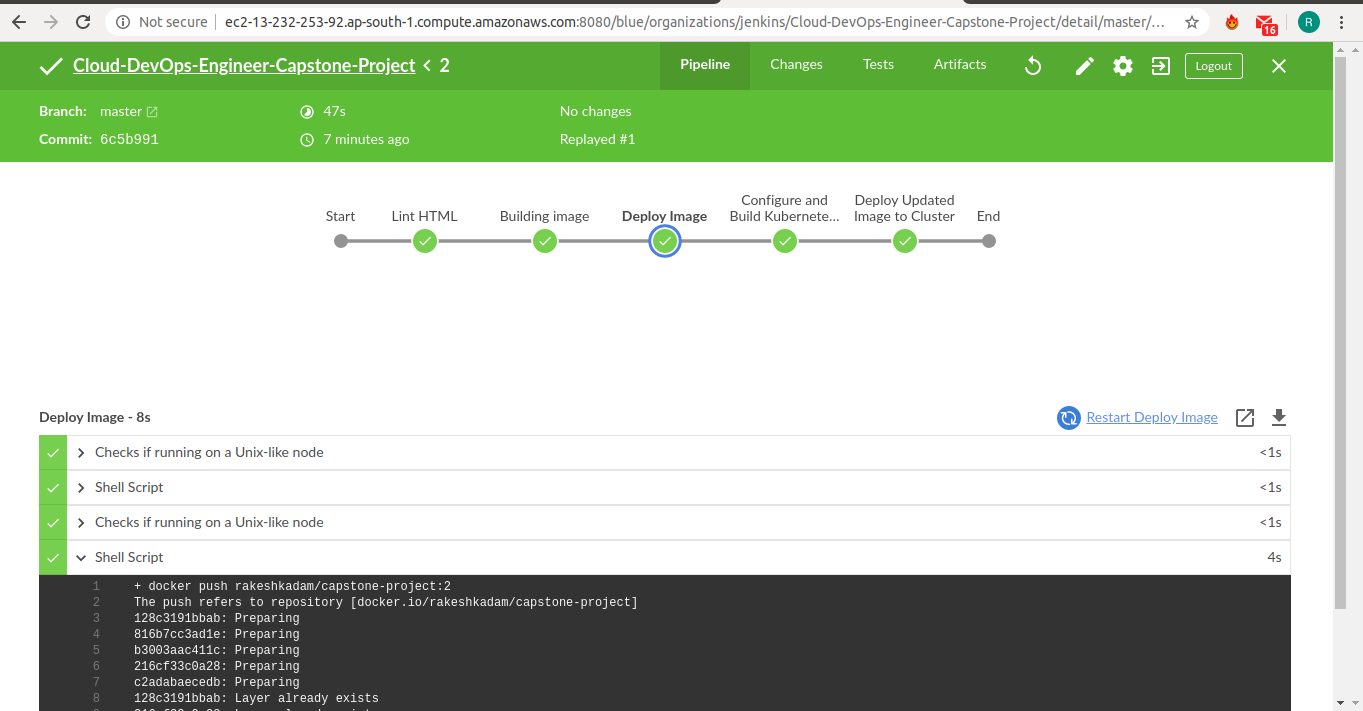 Not secure | ec2-13-232-253-92.ap-south-1.compute.amazonaws.com:8080/blue/organizations/jenkins/Cloud-DevOps-Engineer-Capstone-Project/detail/master/... 16 R
Cloud-DevOps-Engineer-Capstone-Project < 2 Pipeline Changes Tests Artifacts Logout
Branch: master 47s No changes
Commit: 6c5b991 7 minutes ago Replayed #1
Configure and Deploy Updated
Start Lint HTML Building image Deploy Image Build Kubernete... Image to Cluster End
Deploy Image - 8s Restart Deploy Image
Checks if running on a Unix-like node <1s
Shell Script <1s
Checks if running on a Unix-like node <1s
Shell Script 4s
1 + docker push rakeshkadam/capstone-project:2
2 The push refers to repository [docker.io/rakeshkadam/capstone-project]
3 128c3191bbab: Preparing
4 816b7cc3ad1e: Preparing
5 b3003aac411c: Preparing
6 216cf33c0a28: Preparing
7 c2adabaecedb: Preparing
8 128c3191bbab: Layer already exists